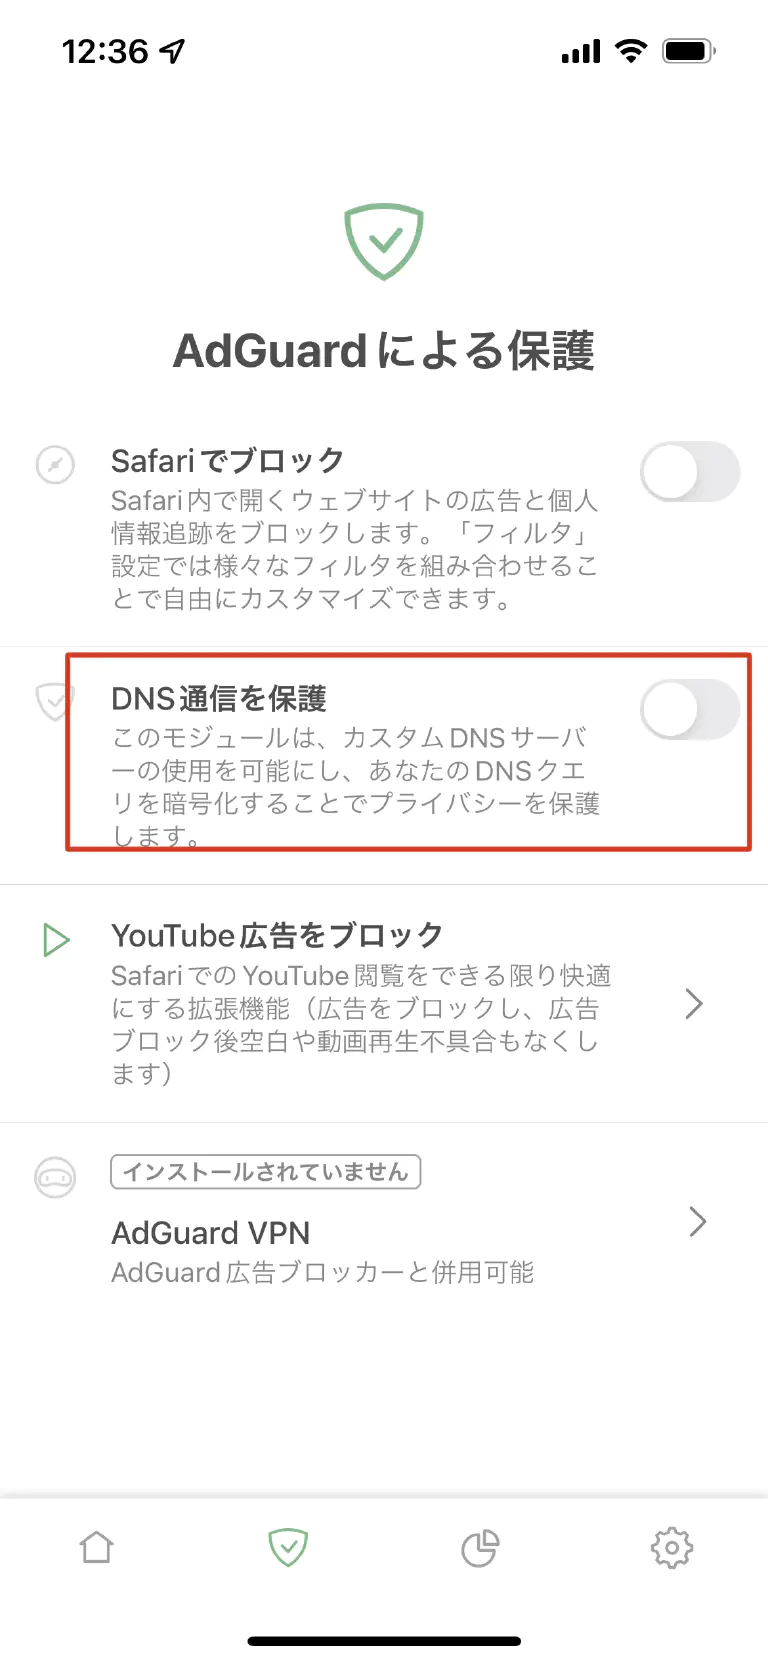 12:36
AdGuardによる保護
Safariでブロック
Safari内で開くウェブサイトの広告と個人
情報追跡をブロックします。「フィルタ」
設定では様々なフィルタを組み合わせるこ
とで自由にカスタマイズできます。
DNS通信を保護
このモジュールは、カスタムDNSサーバ
ーの使用を可能にし、あなたのDNSクエ
リを暗号化することでプライバシーを保護
します。
YouTube広告をブロック
SafariでのYouTube閲覧をできる限り快適
にする拡張機能（広告をブロックし、広告
ブロック後空白や動画再生不具合もなくし
ます）
インストールされていません
AdGuard VPN
AdGuard広告ブロッカーと併用可能